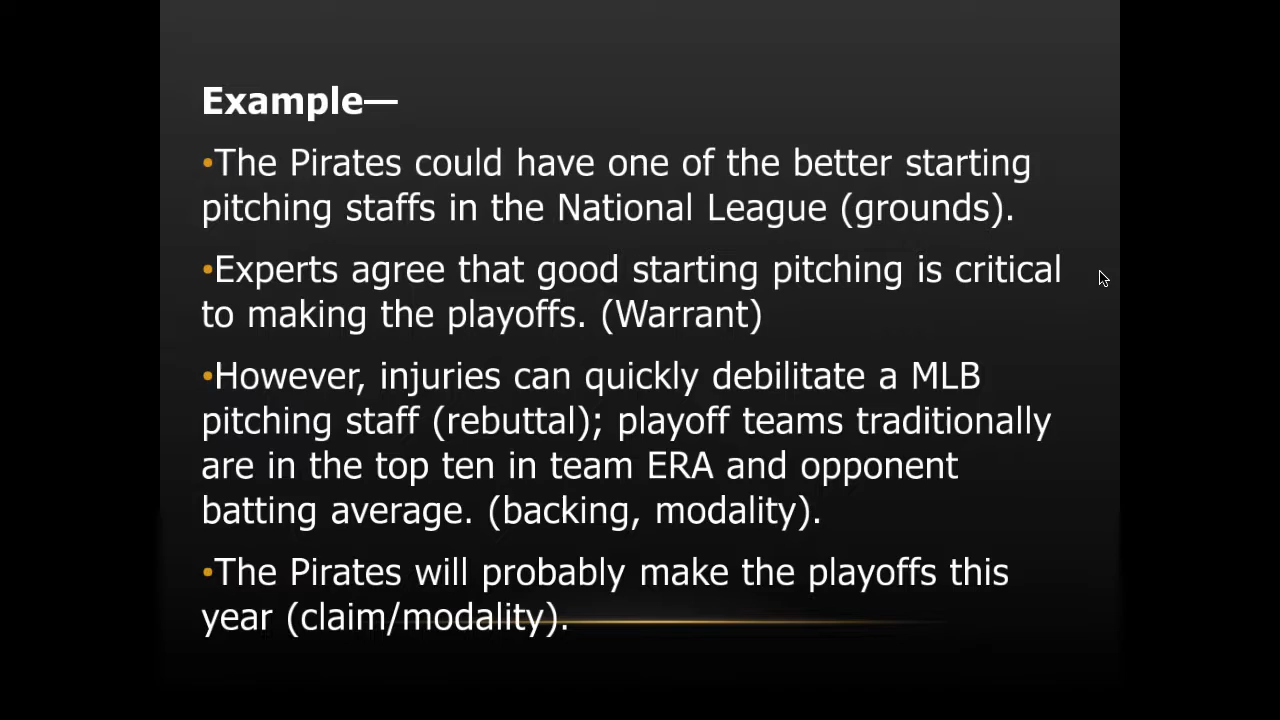 Example—
•The Pirates could have one of the better starting
pitching staffs in the National League (grounds).
•Experts agree that good starting pitching is critical
to making the playoffs. (Warrant)
•However, injuries can quickly debilitate a MLB
pitching staff (rebuttal); playoff teams traditionally
are in the top ten in team ERA and opponent
batting average. (backing, modality).
•The Pirates will probably make the playoffs this
year (claim/modality).